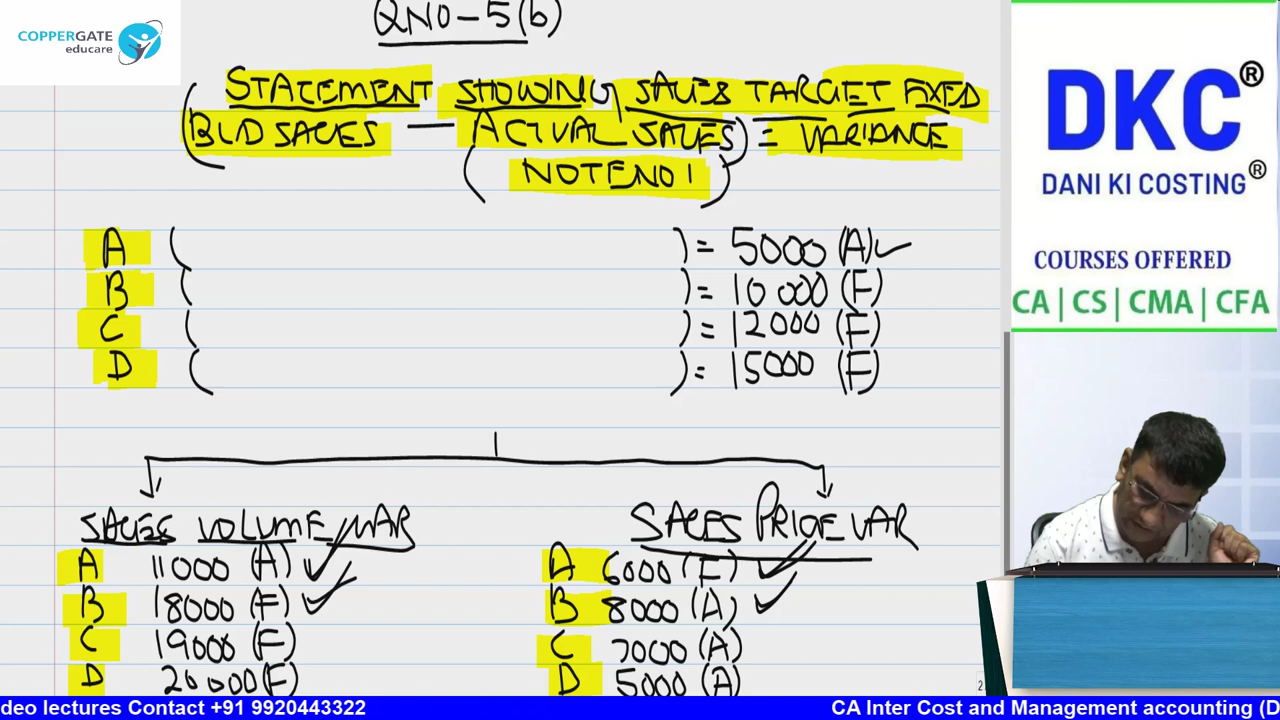 COPPERGATE
educare
QNO-5(b)
(STATEMENT SHOWING SALES TARGET FIXED
BUD SALES — ACTUAL SALES) = VARIANCE
(NOTE NO 1)
A ( ) = 5000 (A) ✓
B ( ) = 10000 (F)
C ( ) = 12000 (F)
D ( ) = 15000 (F)
SALES VOLUME VAR
A 11000 (A) ✓
B 18000 (F) ✓
C 19000 (F)
D 20000 (F)
SALES PRICE VAR
A 6000 (F) ✓
B 8000 (A) ✓
C 7000 (A)
D 5000 (A)
2
DKC®
DANI KI COSTING®
COURSES OFFERED
CA | CS | CMA | CFA
deo lectures Contact +91 9920443322
CA Inter Cost and Management accounting (D